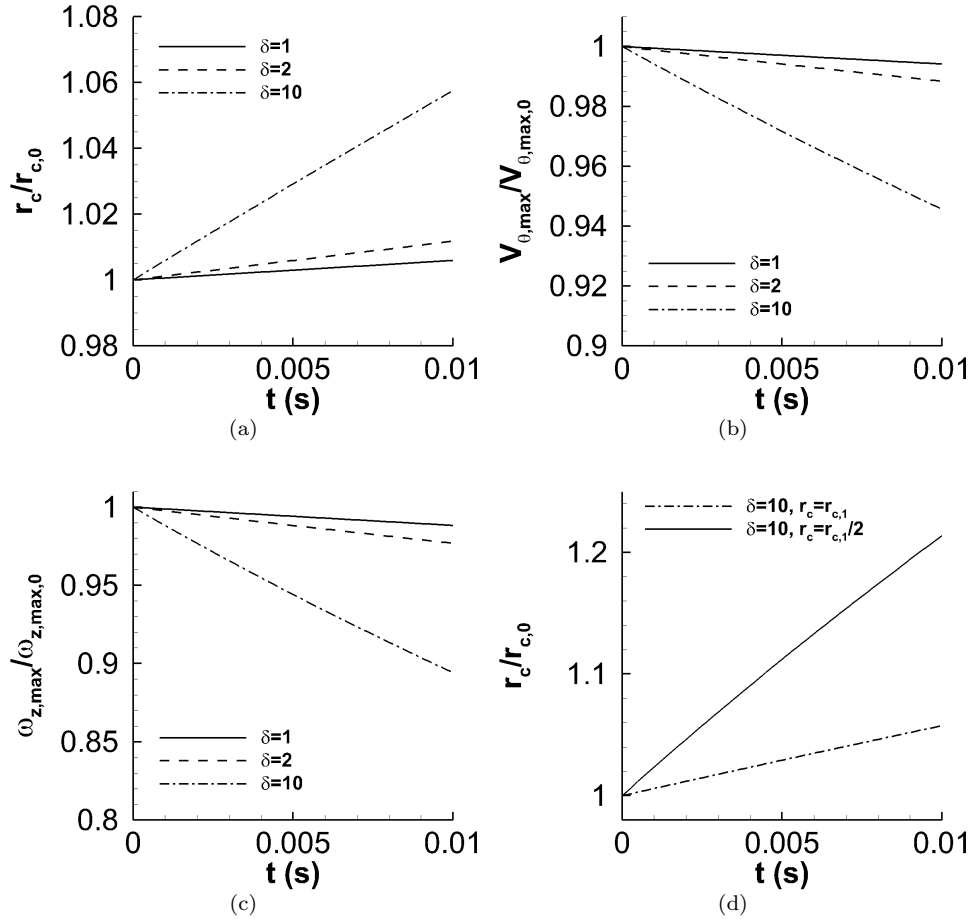 1.08
1.06
1.04
1.02
1
0.98
r_c/r_c,0
δ=1
δ=2
δ=10
0 0.005 0.01
t (s)
(a)
1
0.98
0.96
0.94
0.92
0.9
V_θ,max/V_θ,max,0
δ=1
δ=2
δ=10
0 0.005 0.01
t (s)
(b)
1
0.95
0.9
0.85
0.8
ω_z,max/ω_z,max,0
δ=1
δ=2
δ=10
0 0.005 0.01
t (s)
(c)
δ=10, r_c=r_c,1
δ=10, r_c=r_c,1/2
1.2
1.1
1
r_c/r_c,0
0 0.005 0.01
t (s)
(d)